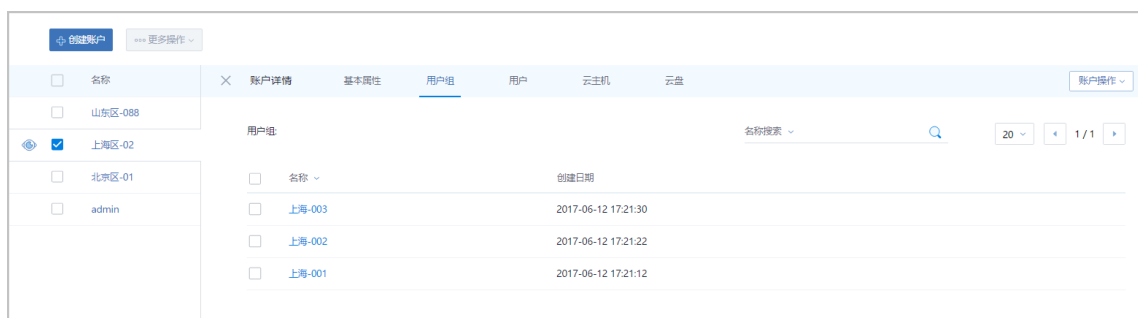 创建账户 更多操作
名称 账户详情 基本属性 用户组 用户 云主机 云盘 账户操作
山东区-088
上海区-02
北京区-01
admin
用户组: 名称搜索 20 1 / 1
名称 创建日期
上海-003 2017-06-12 17:21:30
上海-002 2017-06-12 17:21:22
上海-001 2017-06-12 17:21:12